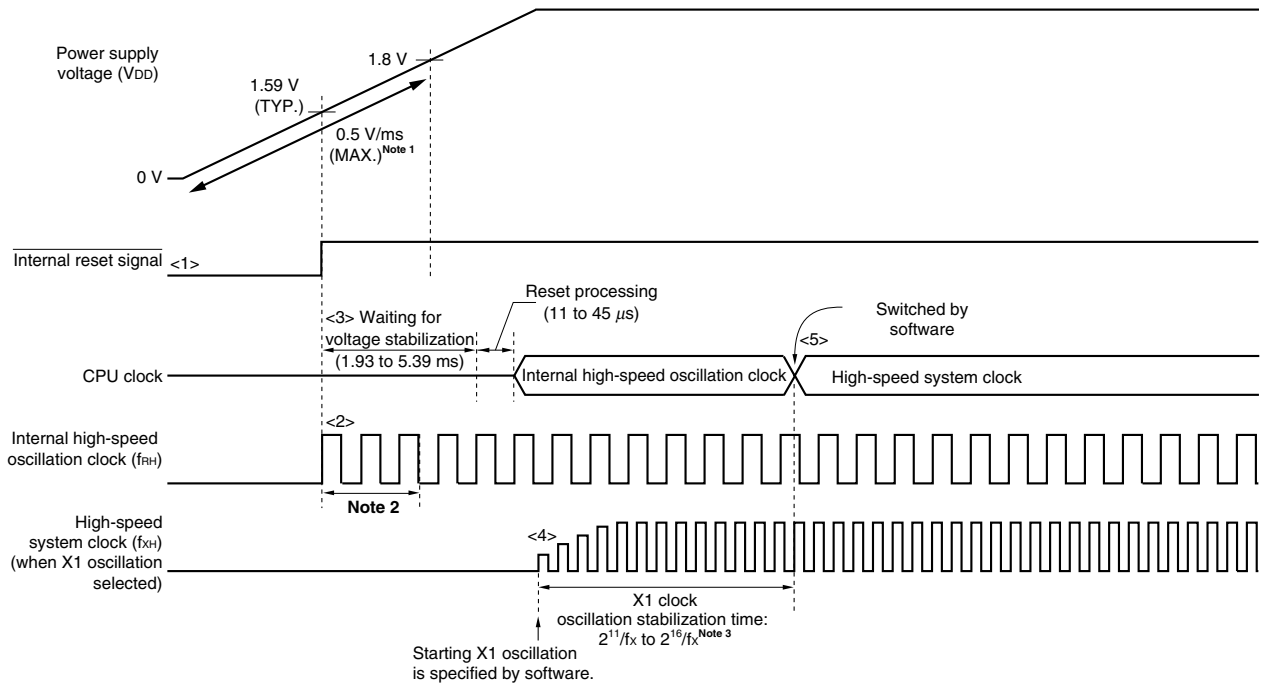 Power supply
voltage (VDD)
1.8 V
1.59 V
(TYP.)
0.5 V/ms
(MAX.)Note 1
0 V
Internal reset signal
<1>
Reset processing
(11 to 45 μs)
<3> Waiting for
voltage stabilization
(1.93 to 5.39 ms)
Switched by
software
<5>
CPU clock
Internal high-speed oscillation clock
High-speed system clock
<2>
Internal high-speed
oscillation clock (fRH)
Note 2
High-speed
system clock (fXH)
(when X1 oscillation
selected)
<4>
X1 clock
oscillation stabilization time:
2^11/fX to 2^16/fX Note 3
Starting X1 oscillation
is specified by software.